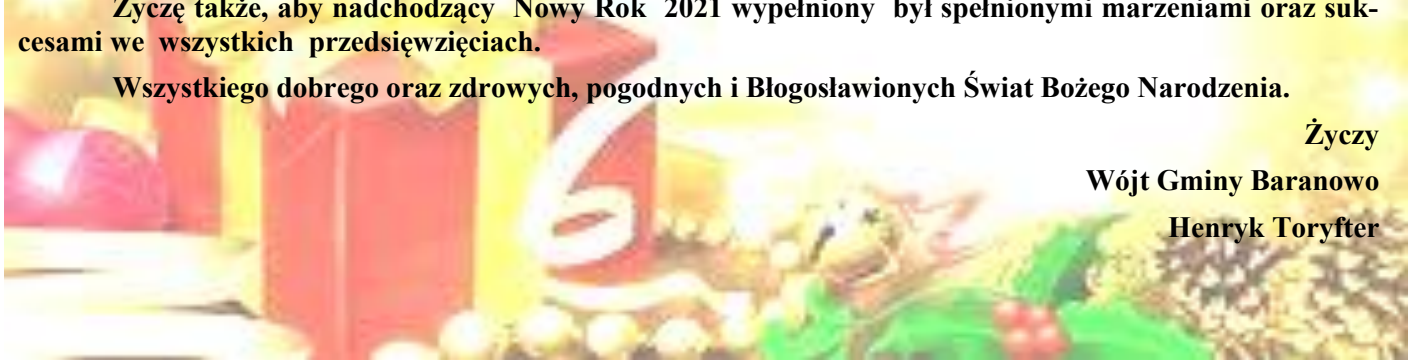 Życzę także, aby nadchodzący Nowy Rok 2021 wypełniony był spełnionymi marzeniami oraz suk-
cesami we wszystkich przedsięwzięciach.
Wszystkiego dobrego oraz zdrowych, pogodnych i Błogosławionych Świat Bożego Narodzenia.
Życzy
Wójt Gminy Baranowo
Henryk Toryfter
6